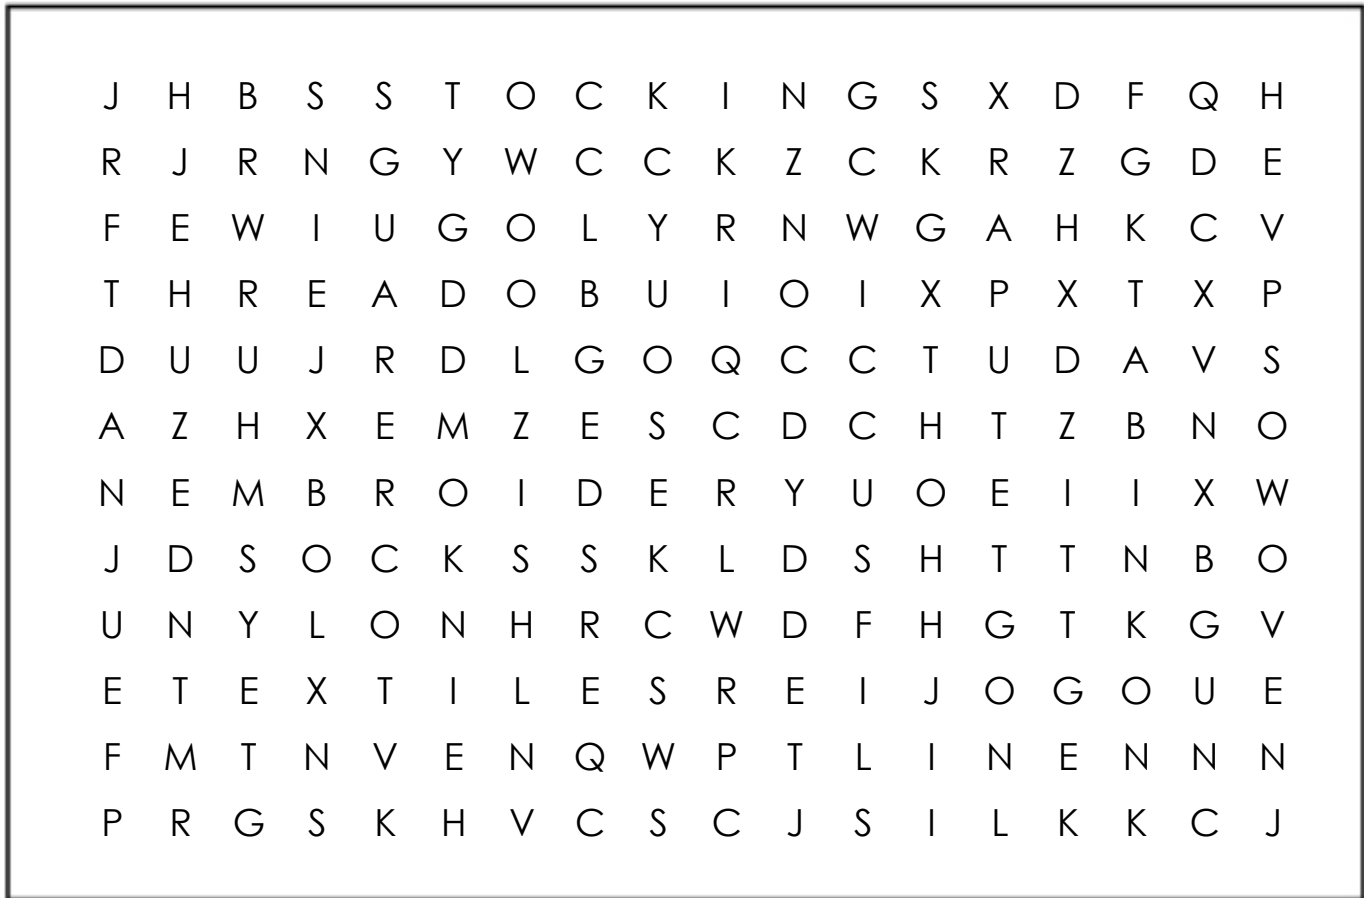 J H B S S T O C K I N G S X D F Q H
R J R N G Y W C C K Z C K R Z G D E
F E W I U G O L Y R N W G A H K C V
T H R E A D O B U I O I X P X T X P
D U U J R D L G O Q C C T U D A V S
A Z H X E M Z E S C D C H T Z B N O
N E M B R O I D E R Y U O E I I X W
J D S O C K S S K L D S H T T N B O
U N Y L O N H R C W D F H G T K G V
E T E X T I L E S R E I J O G O U E
F M T N V E N Q W P T L I N E N N N
P R G S K H V C S C J S I L K K C J